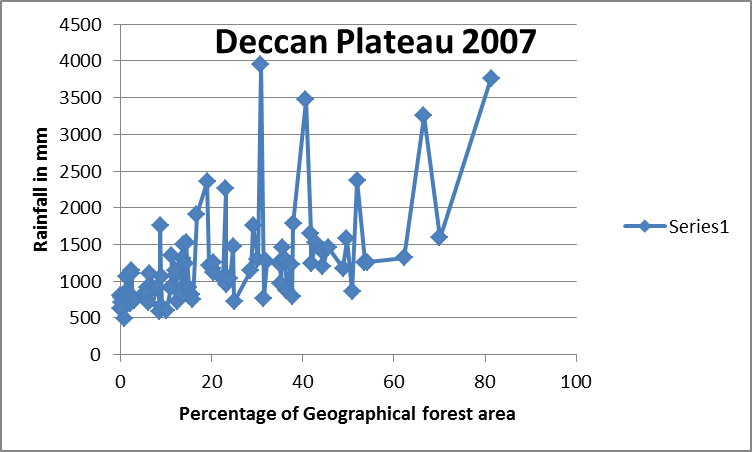 Deccan Plateau 2007
4500
4000
3500
3000
2500
2000
1500
1000
500
0
Rainfall in mm
0 20 40 60 80 100
Percentage of Geographical forest area
Series1